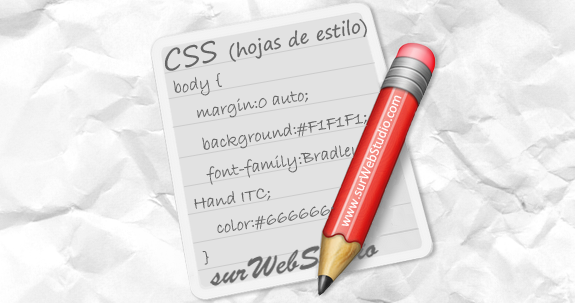 CSS (hojas de estilo)
body {
margin:0 auto;
background:#F1F1F1;
font-family:Bradley
Hand ITC;
color:#666666
}
surWebStudio
www.surWebStudio.com